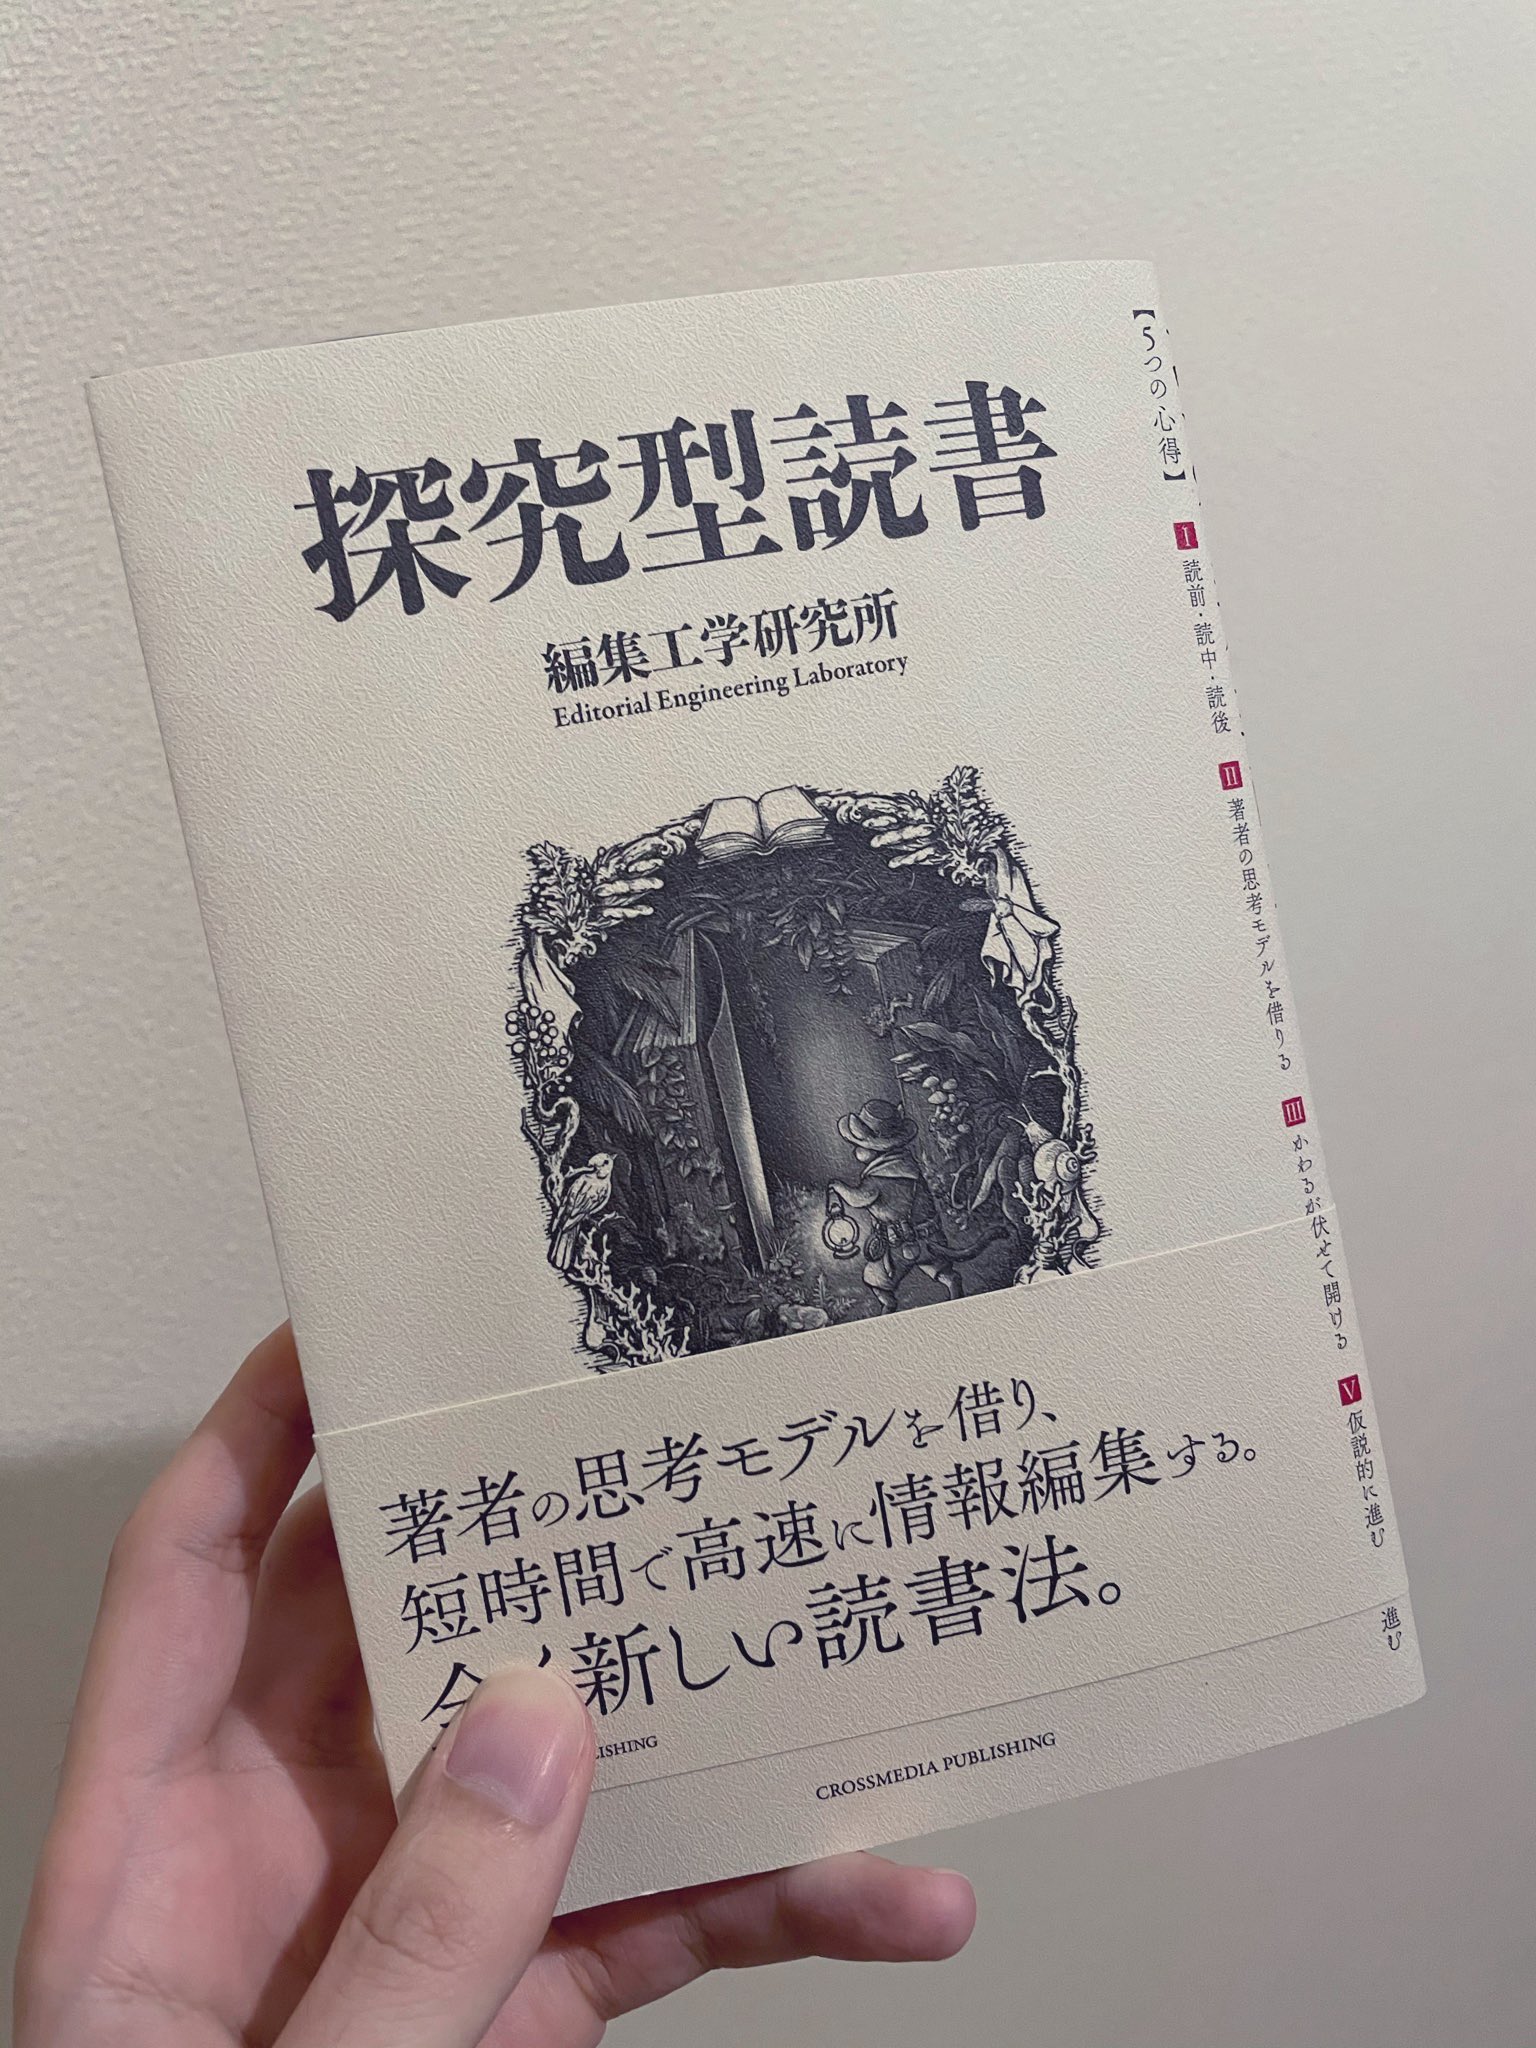 探究型読書
編集工学研究所
Editorial Engineering Laboratory
著者の思考モデルを借り、
短時間で高速に情報編集する。
新しい読書法。
LISHING
CROSSMEDIA PUBLISHING
【5つの心得】
I 読前・読中・読後
II 著者の思考モデルを借りる
III かわるが伏せて開ける
V 仮説的に進む
進む